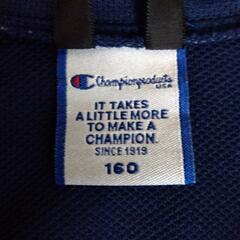 Championproducts
USA
IT TAKES
A LITTLE MORE
TO MAKE A
CHAMPION.
SINCE 1919
160